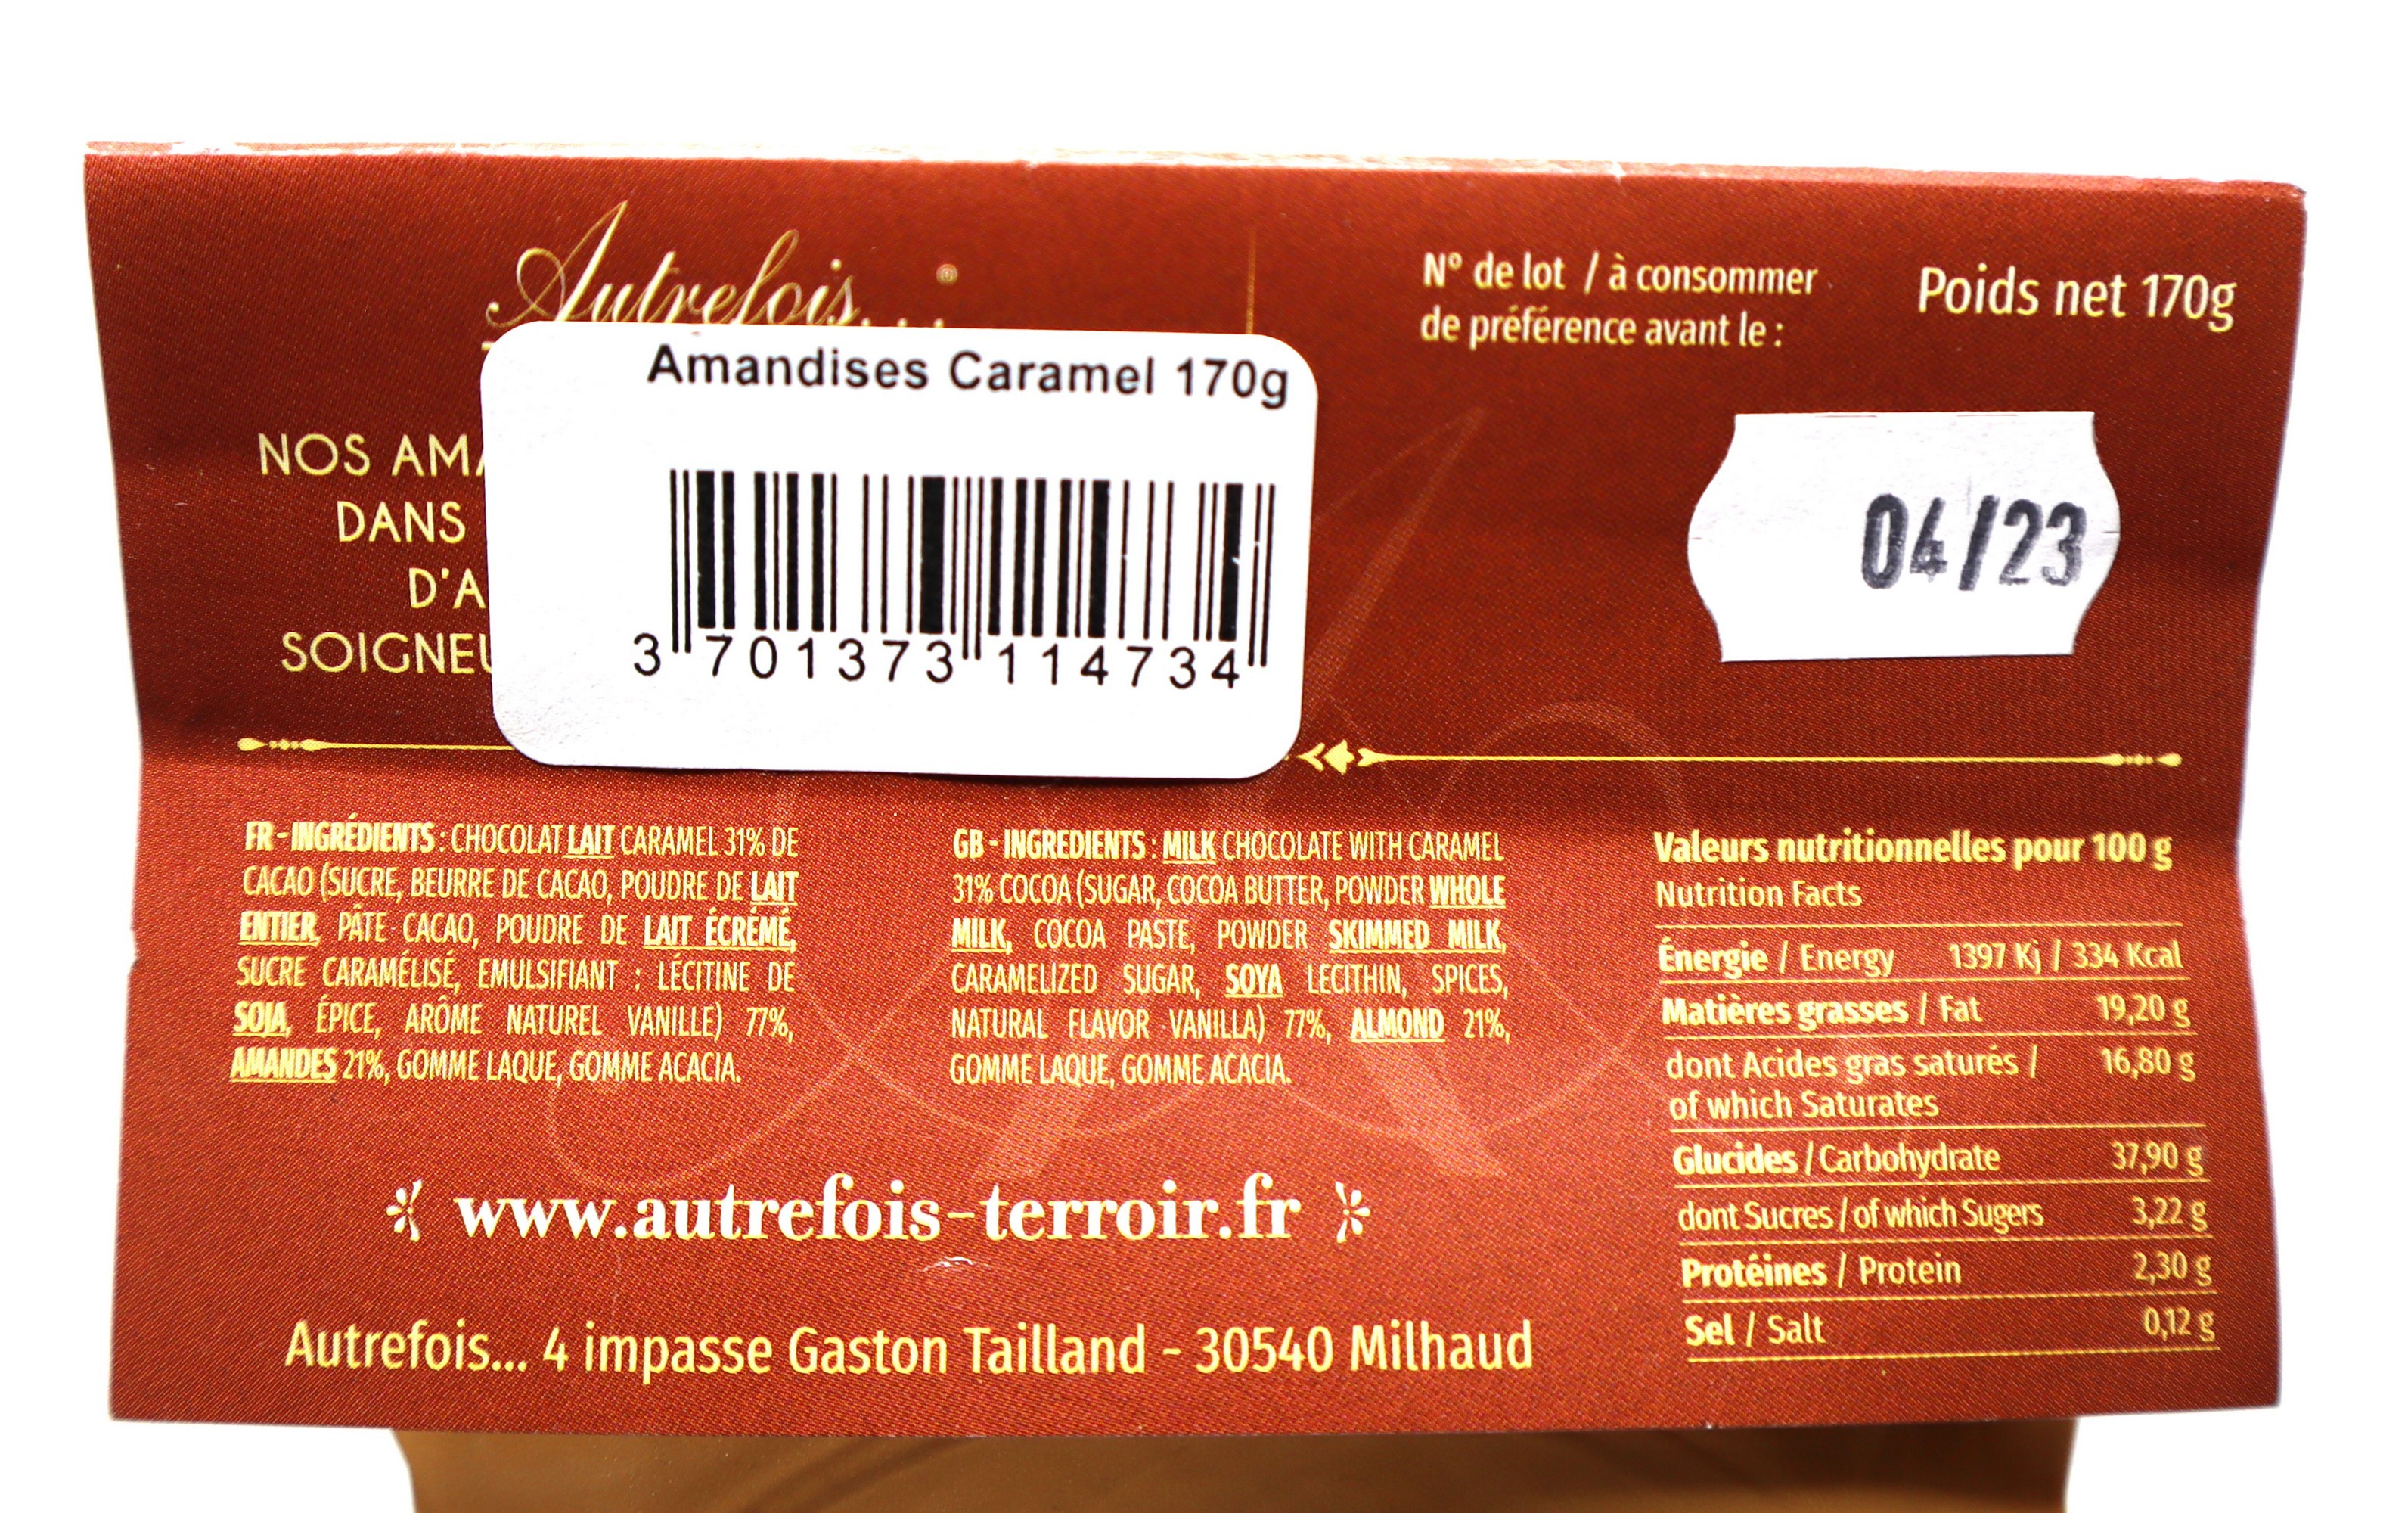 Autrefois...®
N° de lot / à consommer
de préférence avant le :
Poids net 170g
Amandises Caramel 170g
3 701373 114734
04/23
NOS AMA
DANS
D'A
SOIGNEU
FR - INGRÉDIENTS : CHOCOLAT LAIT CARAMEL 31% DE
CACAO (SUCRE, BEURRE DE CACAO, POUDRE DE LAIT
ENTIER, PÂTE CACAO, POUDRE DE LAIT ÉCRÉMÉ,
SUCRE CARAMÉLISÉ, EMULSIFIANT : LÉCITINE DE
SOJA, ÉPICE, ARÔME NATUREL VANILLE) 77%,
AMANDES 21%, GOMME LAQUE, GOMME ACACIA.
GB - INGREDIENTS : MILK CHOCOLATE WITH CARAMEL
31% COCOA (SUGAR, COCOA BUTTER, POWDER WHOLE
MILK, COCOA PASTE, POWDER SKIMMED MILK,
CARAMELIZED SUGAR, SOYA LECITHIN, SPICES,
NATURAL FLAVOR VANILLA) 77%, ALMOND 21%,
GOMME LAQUE, GOMME ACACIA.
Valeurs nutritionnelles pour 100 g
Nutrition Facts
Énergie / Energy 1397 Kj / 334 Kcal
Matières grasses / Fat 19,20 g
dont Acides gras saturés / 16,80 g
of which Saturates
Glucides / Carbohydrate 37,90 g
dont Sucres / of which Sugers 3,22 g
Protéines / Protein 2,30 g
Sel / Salt 0,12 g
www.autrefois-terroir.fr
Autrefois... 4 impasse Gaston Tailland - 30540 Milhaud